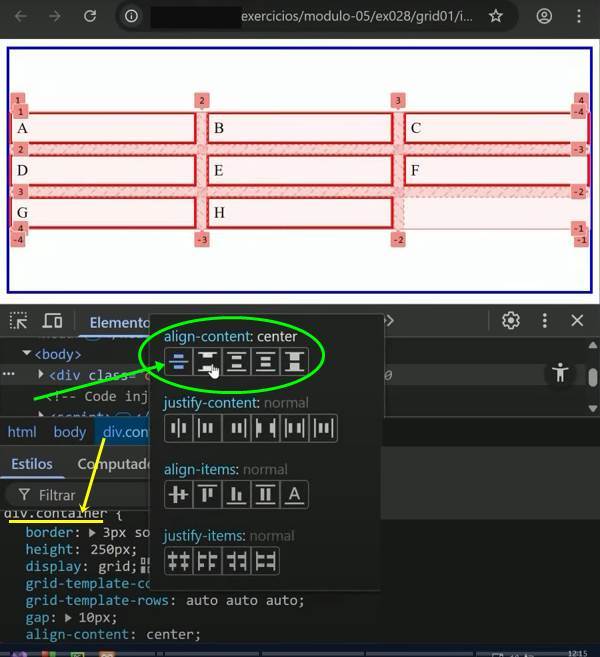 exercicios/modulo-05/ex028/grid01/i...
1 2 3 4
1 -4
A B C
2 -3
D E F
3 -2
G H
4 -1
-4 -3 -2 -1
Elemento
align-content: center
<body>
<div class=
<!-- Code inj
justify-content: normal
html body div.con
Estilos Computado
align-items: normal
A
Filtrar
div.container {
justify-items: normal
border: 3px so
height: 250px;
display: grid;
grid-template-co
grid-template-rows: auto auto auto;
gap: 10px;
align-content: center;
12:15